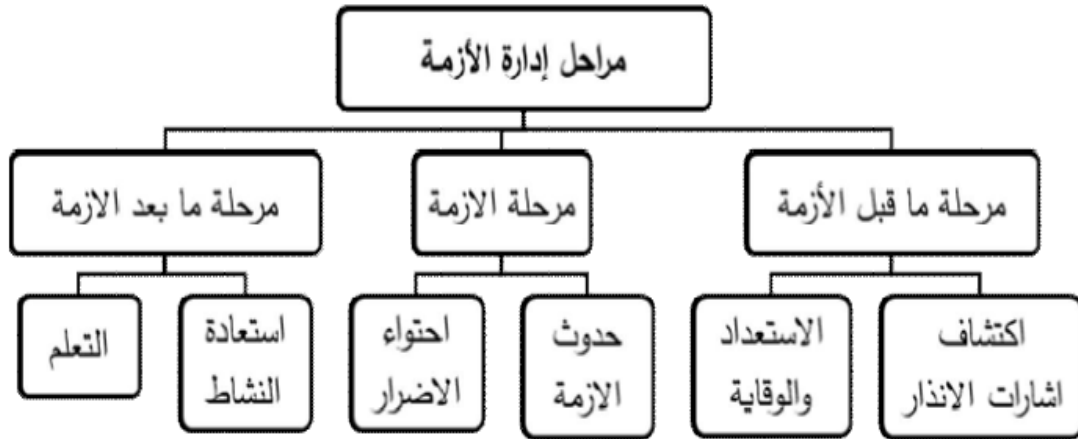 مراحل إدارة الأزمة
مرحلة ما قبل الأزمة
مرحلة الازمة
مرحلة ما بعد الازمة
اكتشاف
اشارات الانذار
الاستعداد
والوقاية
حدوث
الازمة
احتواء
الاضرار
استعادة
النشاط
التعلم